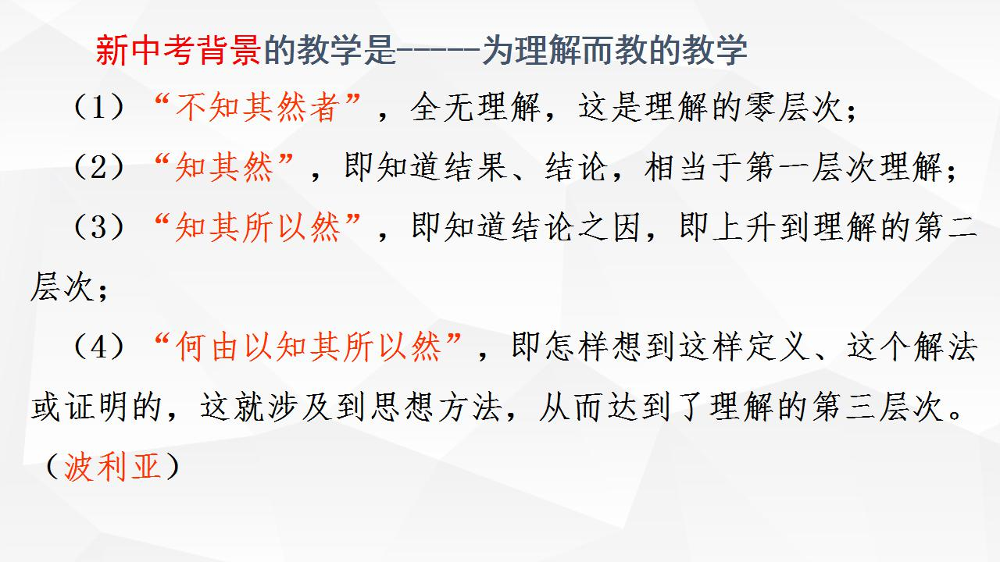 新中考背景的教学是-----为理解而教的教学
（1）“不知其然者”，全无理解，这是理解的零层次；
（2）“知其然”，即知道结果、结论，相当于第一层次理解；
（3）“知其所以然”，即知道结论之因，即上升到理解的第二
层次；
（4）“何由以知其所以然”，即怎样想到这样定义、这个解法
或证明的，这就涉及到思想方法，从而达到了理解的第三层次。
（波利亚）